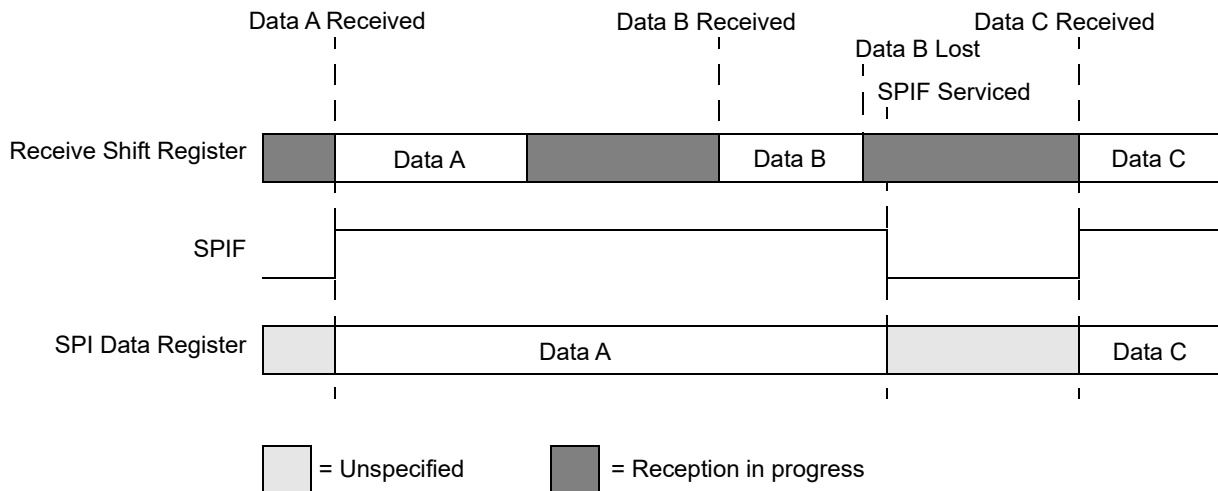 Data A Received
Data B Received
Data C Received
Data B Lost
SPIF Serviced
Receive Shift Register
Data A
Data B
Data C
SPIF
SPI Data Register
Data A
Data C
= Unspecified
= Reception in progress